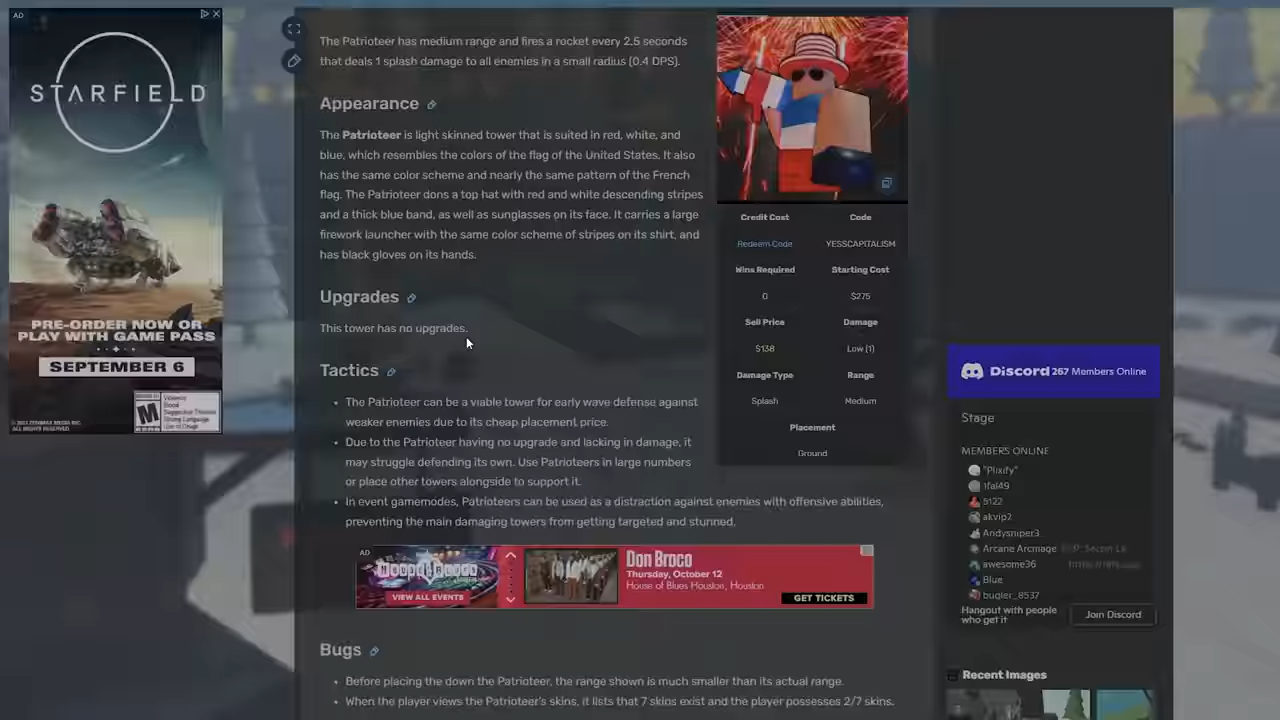 AD
STARFIELD
PRE-ORDER NOW OR
PLAY WITH GAME PASS
SEPTEMBER 6
The Patrioteer has medium range and fires a rocket every 2.5 seconds
that deals 1 splash damage to all enemies in a small radius (0.4 DPS).
Appearance
The Patrioteer is light skinned tower that is suited in red, white, and
blue, which resembles the colors of the flag of the United States. It also
has the same color scheme and nearly the same pattern of the French
flag. The Patrioteer dons a top hat with red and white descending stripes
and a thick blue band, as well as sunglasses on its face. It carries a large
firework launcher with the same color scheme of stripes on its shirt, and
has black gloves on its hands.
Upgrades
This tower has no upgrades.
Tactics
The Patrioteer can be a viable tower for early wave defense against
weaker enemies due to its cheap placement price.
Due to the Patrioteer having no upgrade and lacking in damage, it
may struggle defending its own. Use Patrioteers in large numbers
or place other towers alongside to support it.
In event gamemodes, Patrioteers can be used as a distraction against enemies with offensive abilities,
preventing the main damaging towers from getting targeted and stunned.
Credit Cost Code
Redeem Code YESSCAPITALISM
Wins Required Starting Cost
0 $275
Sell Price Damage
$138 Low (1)
Damage Type Range
Splash Medium
Placement
Ground
AD
VIEW ALL EVENTS
Don Broco
Thursday, October 12
House of Blues Houston, Houston
GET TICKETS
Bugs
Before placing the down the Patrioteer, the range shown is much smaller than its actual range.
When the player views the Patrioteer's skins, it lists that 7 skins exist and the player possesses 2/7 skins.
Discord 267 Members Online
Stage
MEMBERS ONLINE
"Plixify"
1fal49
5122
akvip2
Andysniper3
Arcane Arcmage
awesome36
Blue
bugler_8537
Hangout with people
who get it
Join Discord
Recent Images